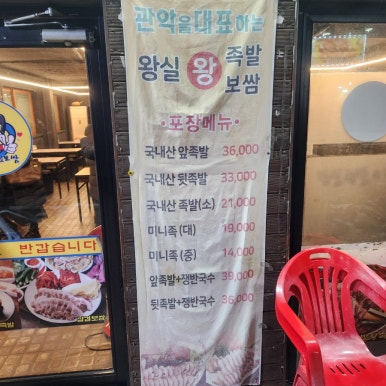 관악을대표하는
왕실 왕 족발
보쌈
•포장메뉴•
국내산 앞족발 36,000
국내산 뒷족발 33,000
국내산 족발(소) 21,000
미니족 (대) 19,000
미니족 (중) 14,000
앞족발+쟁반국수 39,000
뒷족발+쟁반국수 36,000
반갑습니다